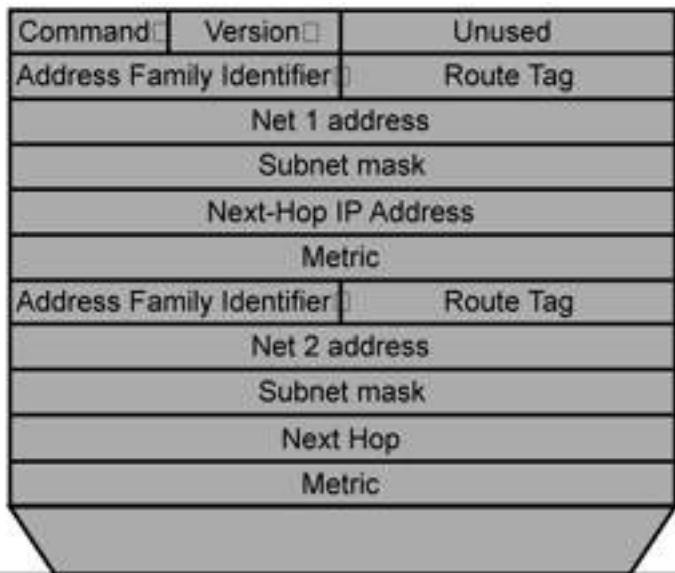 Command Version Unused
Address Family Identifier Route Tag
Net 1 address
Subnet mask
Next-Hop IP Address
Metric
Address Family Identifier Route Tag
Net 2 address
Subnet mask
Next Hop
Metric